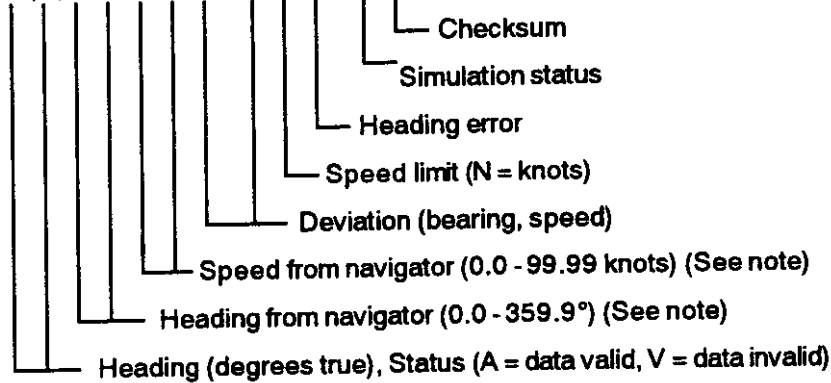 Checksum
Simulation status
Heading error
Speed limit (N = knots)
Deviation (bearing, speed)
Speed from navigator (0.0 - 99.99 knots) (See note)
Heading from navigator (0.0 - 359.9°) (See note)
Heading (degrees true), Status (A = data valid, V = data invalid)